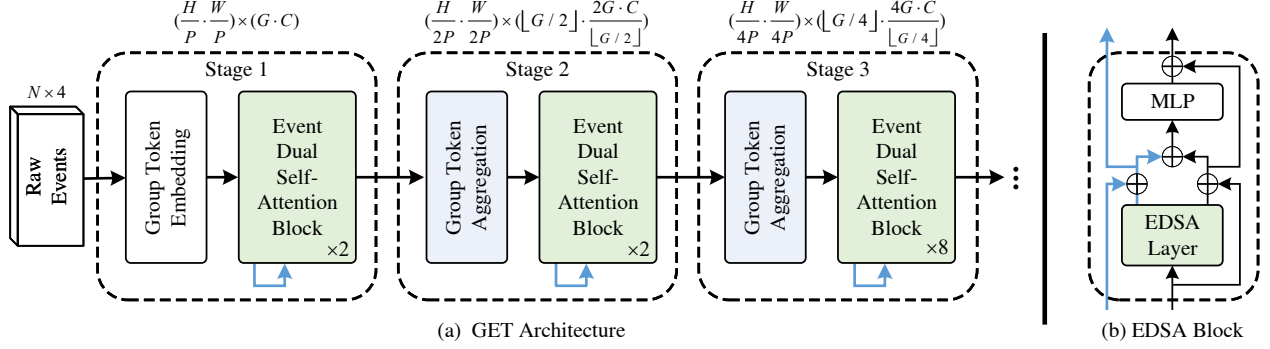 (H/P · W/P)×(G · C)
(H/2P · W/2P)×(⌊G/2⌋ · 2G · C/⌊G/2⌋)
(H/4P · W/4P)×(⌊G/4⌋ · 4G · C/⌊G/4⌋)
Stage 1
Stage 2
Stage 3
N×4
Raw
Events
Group Token
Embedding
Event
Dual
Self-
Attention
Block
×2
Group Token
Aggregation
Event
Dual
Self-
Attention
Block
×2
Group Token
Aggregation
Event
Dual
Self-
Attention
Block
×8
...
(a) GET Architecture
MLP
EDSA
Layer
(b) EDSA Block